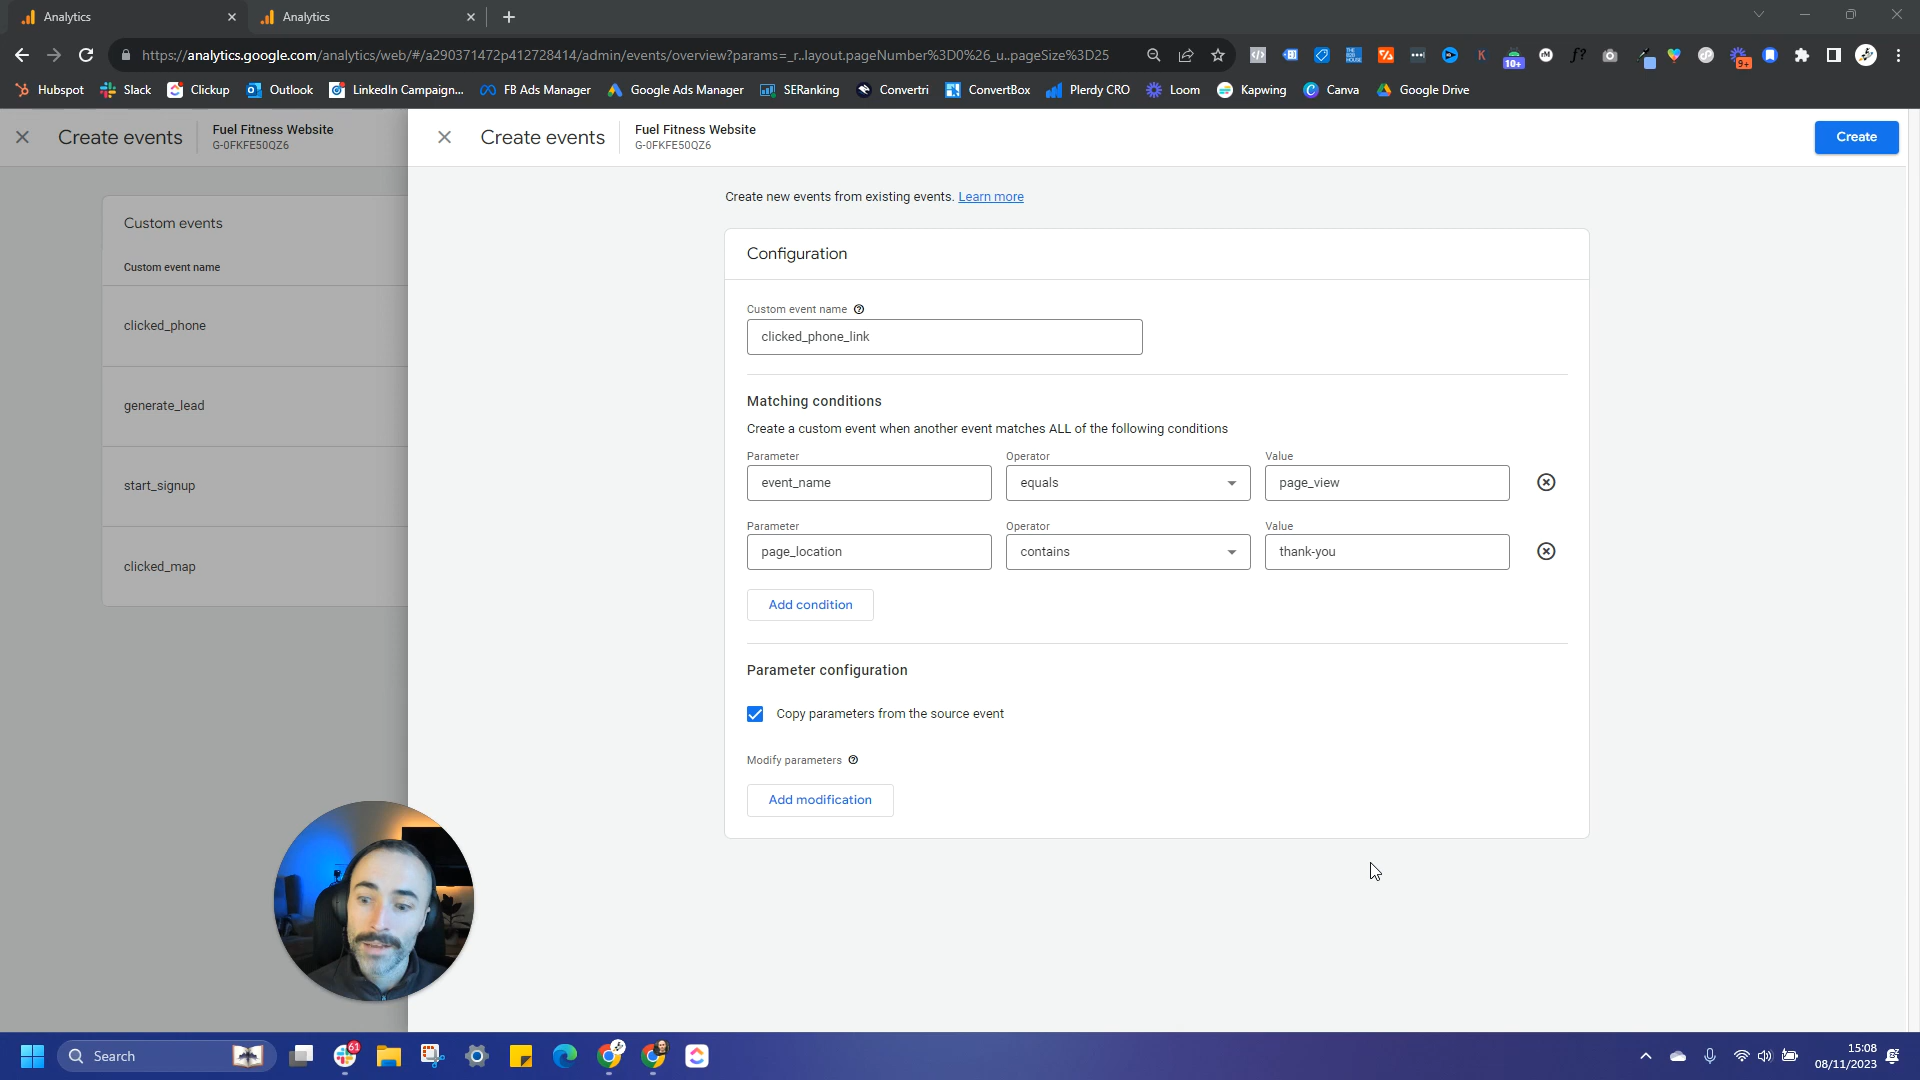 Analytics
Analytics
https://analytics.google.com/analytics/web/#/a290371472p412728414/admin/events/overview?params=_r..layout.pageNumber%3D0%26_u..pageSize%3D25
10+
9+
Hubspot
Slack
Clickup
Outlook
LinkedIn Campaign...
FB Ads Manager
Google Ads Manager
SERanking
Convertri
ConvertBox
Plerdy CRO
Loom
Kapwing
Canva
Google Drive
Create events
Fuel Fitness Website
G-0FKFE50QZ6
Create events
Fuel Fitness Website
G-0FKFE50QZ6
Create
Custom events
Custom event name
clicked_phone
generate_lead
start_signup
clicked_map
Create new events from existing events. Learn more
Configuration
Custom event name
clicked_phone_link
Matching conditions
Create a custom event when another event matches ALL of the following conditions
Parameter
Operator
Value
event_name
equals
page_view
Parameter
Operator
Value
page_location
contains
thank-you
Add condition
Parameter configuration
Copy parameters from the source event
Modify parameters
Add modification
Search
61
15:08
08/11/2023